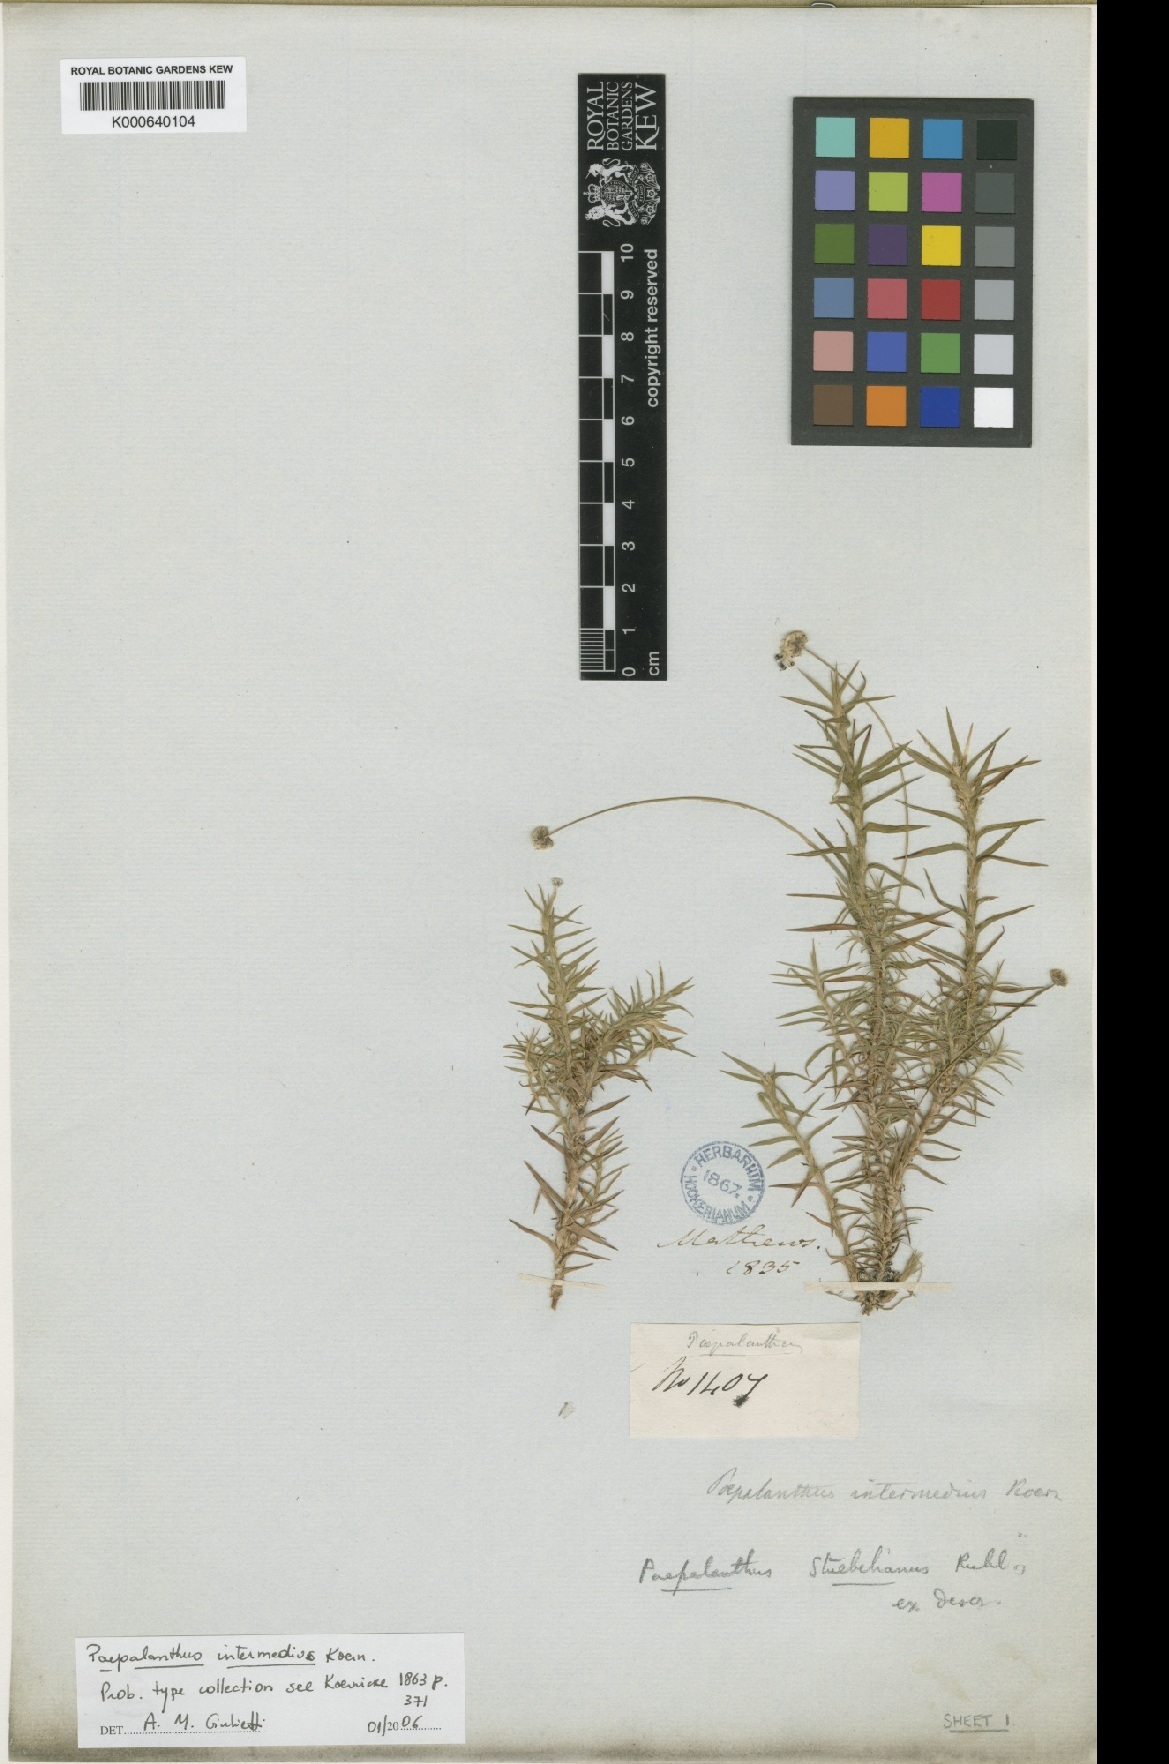 ROYAL BOTANIC GARDENS KEW
K000640104
ROYAL
BOTANIC
GARDENS
KEW
copyright reserved
10
9
8
7
6
5
4
3
2
1
0
cm
HERBARIUM
1867.
HOOKERIANUM
Mathews.
1835
Paepalanthus
No 1407
Paepalanthus intermedius Koern
Paepalanthus Stuebelianus Ruhl.
ex descr.
Paepalanthus intermedius Koern.
Prob. type collection see Koernicke 1863 p.
371
DET. A. M. Giulietti 01/2006
SHEET 1.